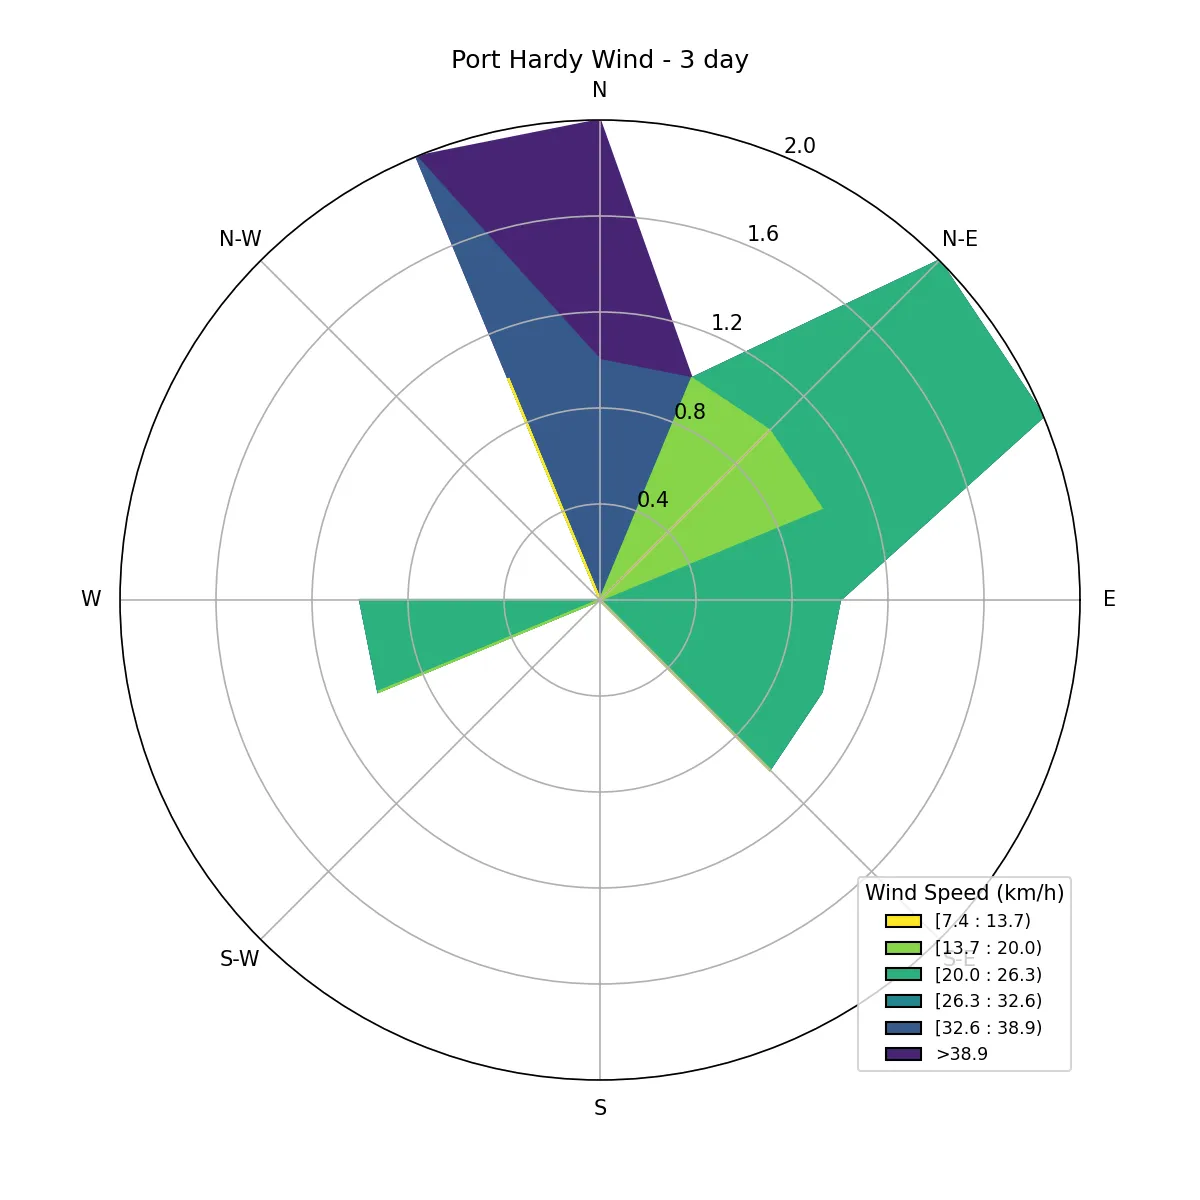 Port Hardy Wind - 3 day
N
2.0
1.6
N-W
N-E
1.2
0.8
0.4
W
E
S-W
S-E
S
Wind Speed (km/h)
[7.4 : 13.7)
[13.7 : 20.0)
[20.0 : 26.3)
[26.3 : 32.6)
[32.6 : 38.9)
>38.9